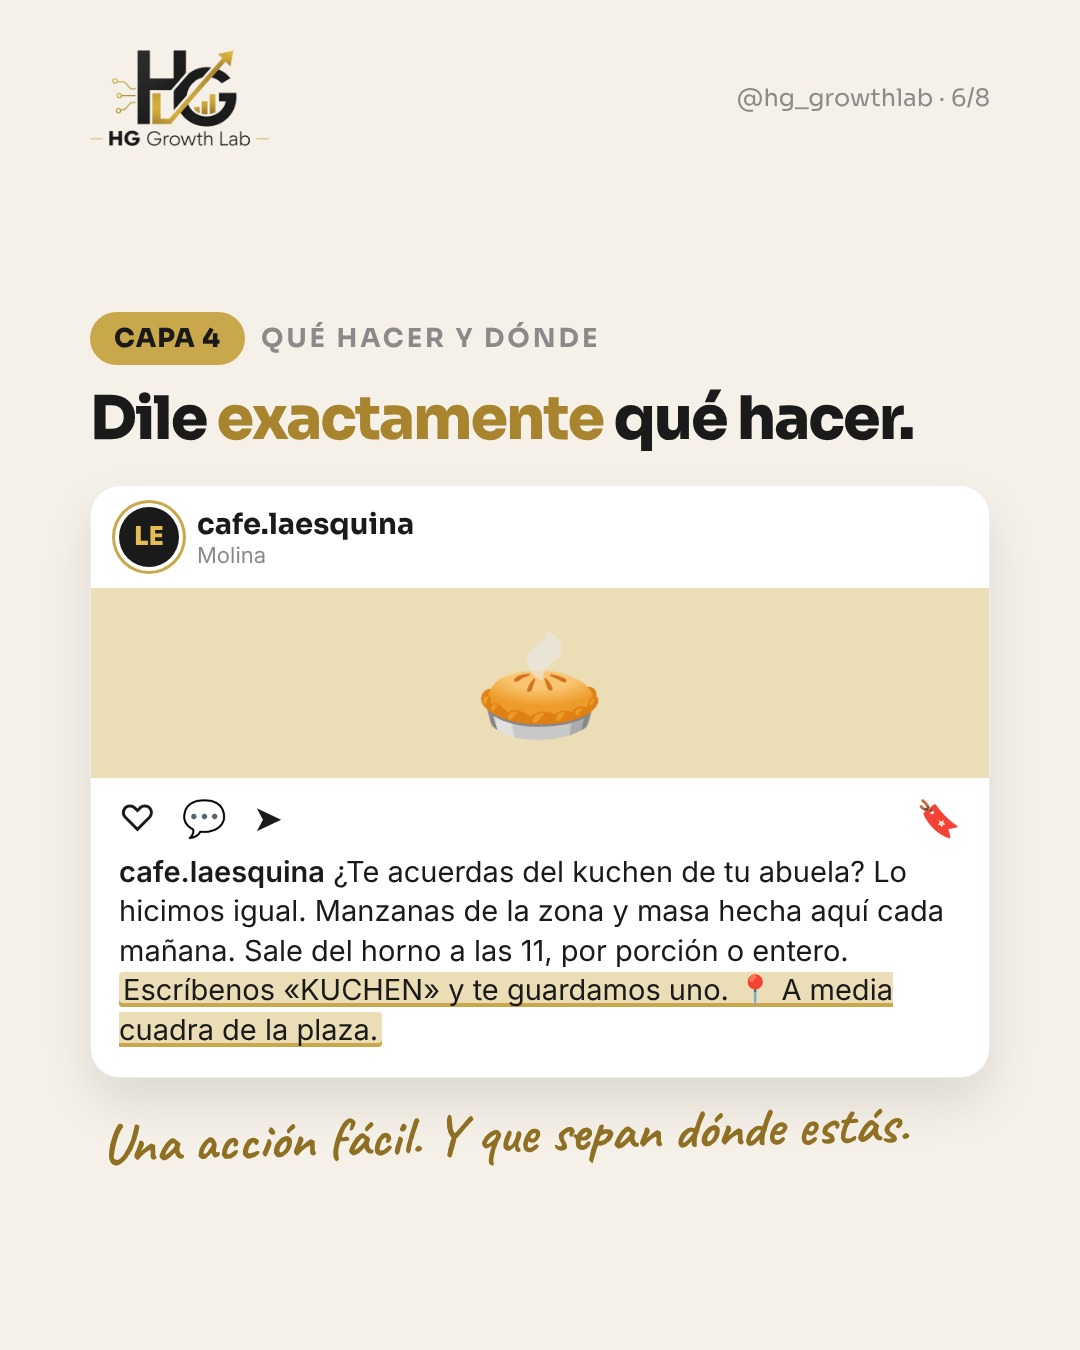 HG
HG Growth Lab
@hg_growthlab · 6/8
CAPA 4 QUÉ HACER Y DÓNDE
Dile exactamente qué hacer.
LE
cafe.laesquina
Molina
cafe.laesquina ¿Te acuerdas del kuchen de tu abuela? Lo
hicimos igual. Manzanas de la zona y masa hecha aquí cada
mañana. Sale del horno a las 11, por porción o entero.
Escríbenos «KUCHEN» y te guardamos uno. 📍 A media
cuadra de la plaza.
Una acción fácil. Y que sepan dónde estás.